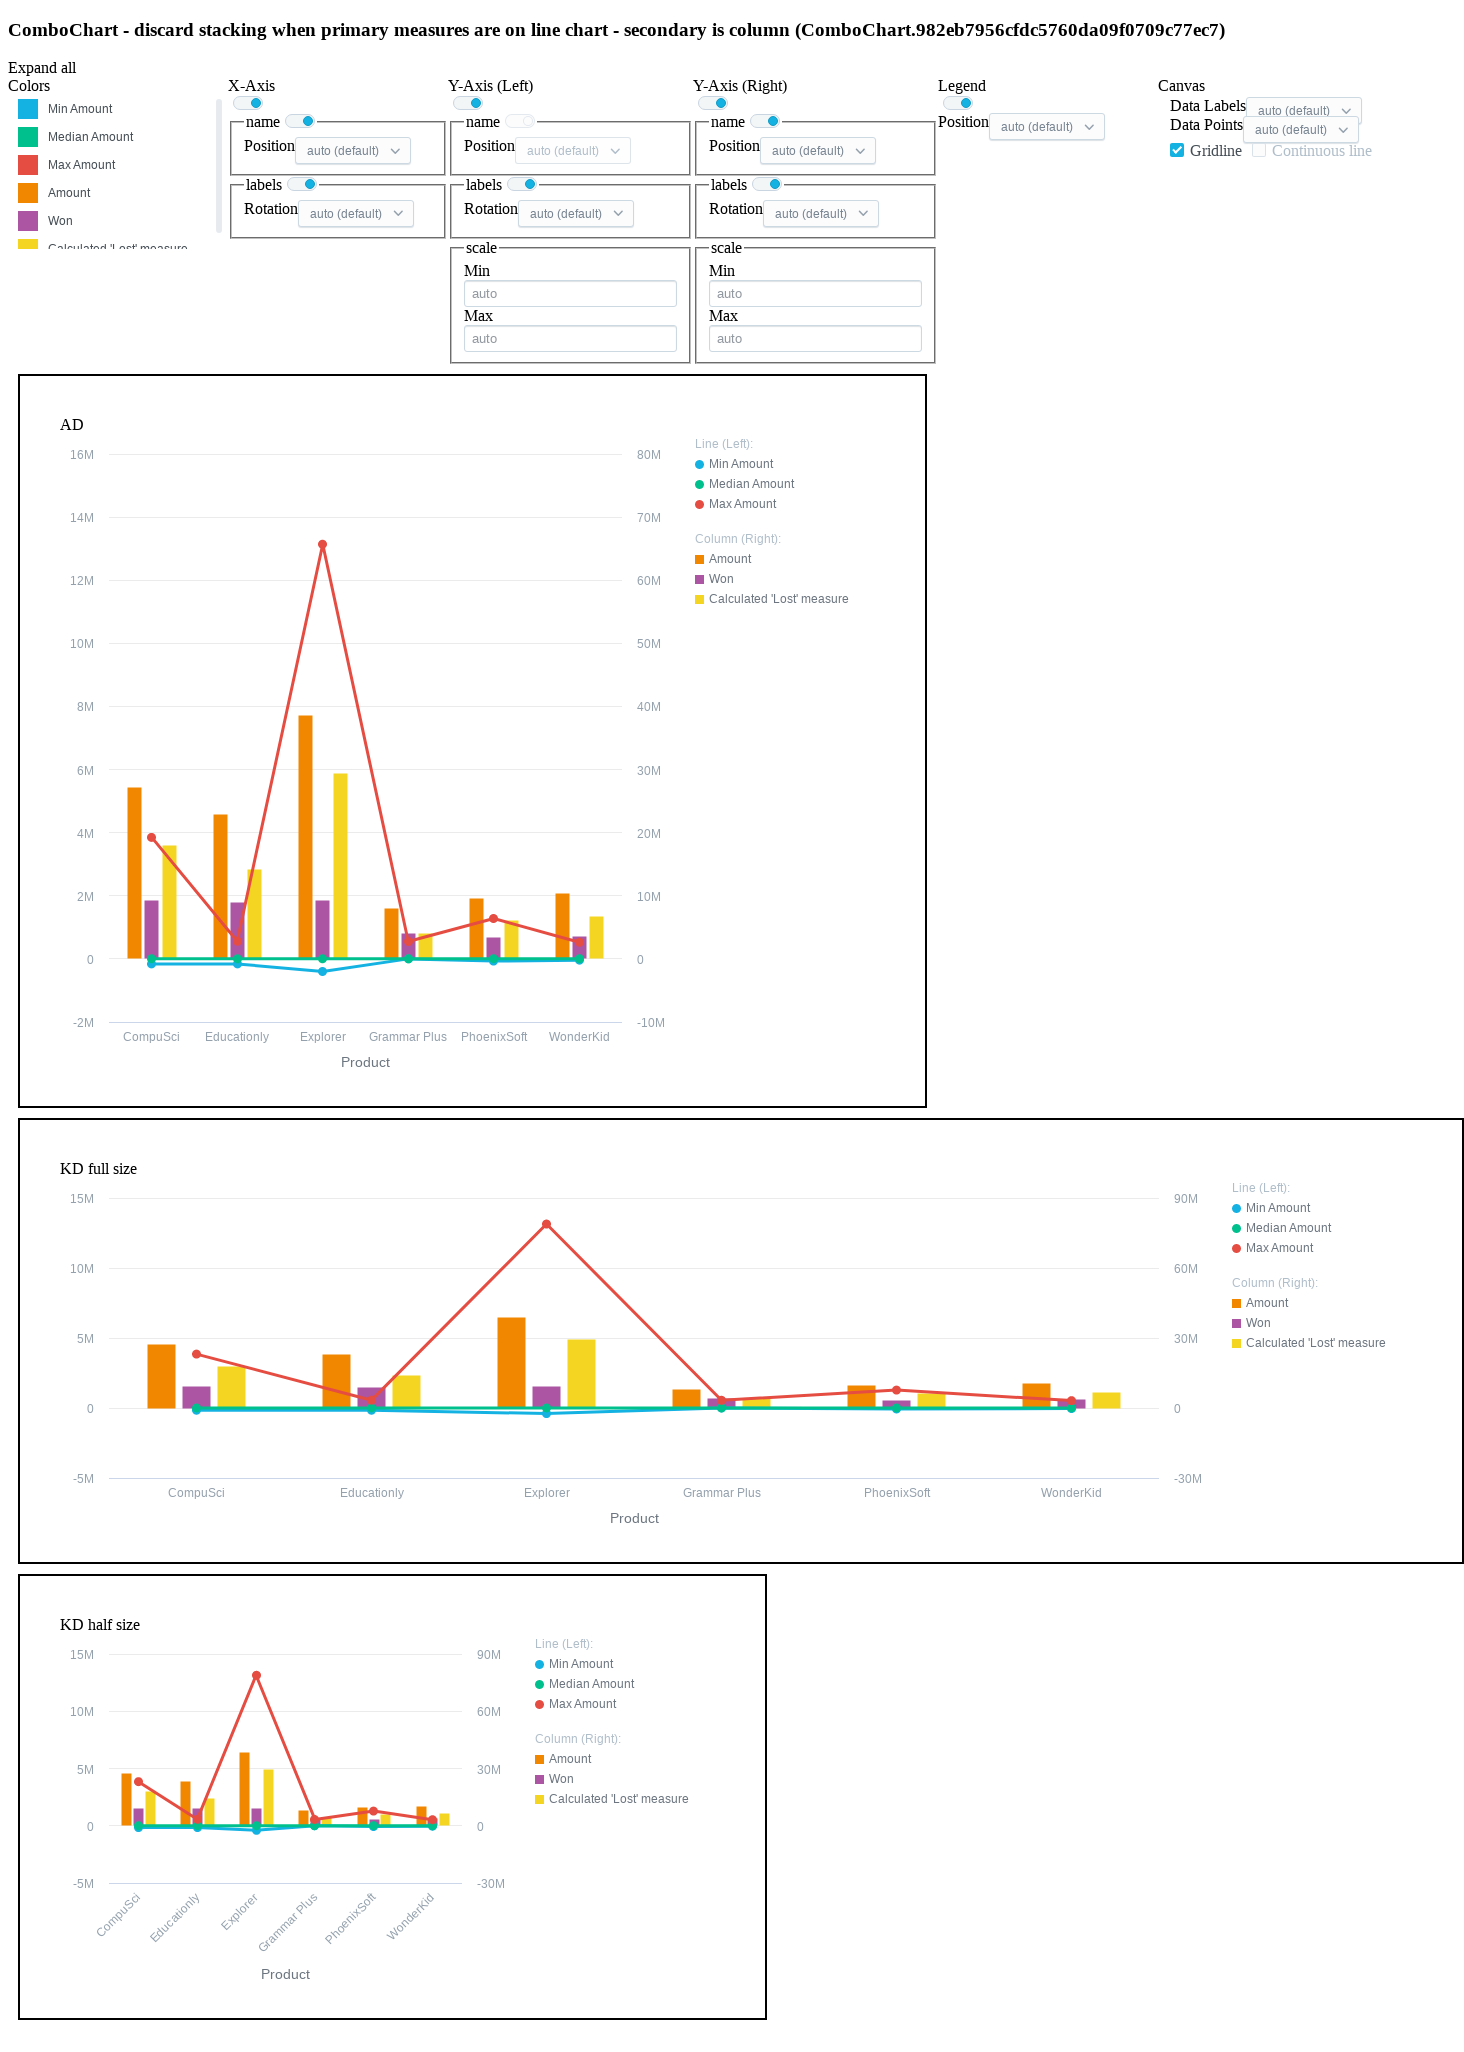 ComboChart - discard stacking when primary measures are on line chart - secondary is column (ComboChart.982eb7956cfdc5760da09f0709c77ec7)
Expand all
Colors
Min Amount
Median Amount
Max Amount
Amount
Won
Calculated 'Lost' measure
X-Axis
name
Position auto (default)
labels
Rotation auto (default)
Y-Axis (Left)
name
Position auto (default)
labels
Rotation auto (default)
scale
Min
auto
Max
auto
Y-Axis (Right)
name
Position auto (default)
labels
Rotation auto (default)
scale
Min
auto
Max
auto
Legend
Position auto (default)
Canvas
Data Labels auto (default)
Data Points auto (default)
Gridline Continuous line
AD
16M
14M
12M
10M
8M
6M
4M
2M
0
-2M
80M
70M
60M
50M
40M
30M
20M
10M
0
-10M
CompuSci Educationly Explorer Grammar Plus PhoenixSoft WonderKid
Product
Line (Left):
Min Amount
Median Amount
Max Amount
Column (Right):
Amount
Won
Calculated 'Lost' measure
KD full size
15M
10M
5M
0
-5M
90M
60M
30M
0
-30M
CompuSci Educationly Explorer Grammar Plus PhoenixSoft WonderKid
Product
Line (Left):
Min Amount
Median Amount
Max Amount
Column (Right):
Amount
Won
Calculated 'Lost' measure
KD half size
15M
10M
5M
0
-5M
90M
60M
30M
0
-30M
CompuSci Educationly Explorer Grammar Plus PhoenixSoft WonderKid
Product
Line (Left):
Min Amount
Median Amount
Max Amount
Column (Right):
Amount
Won
Calculated 'Lost' measure